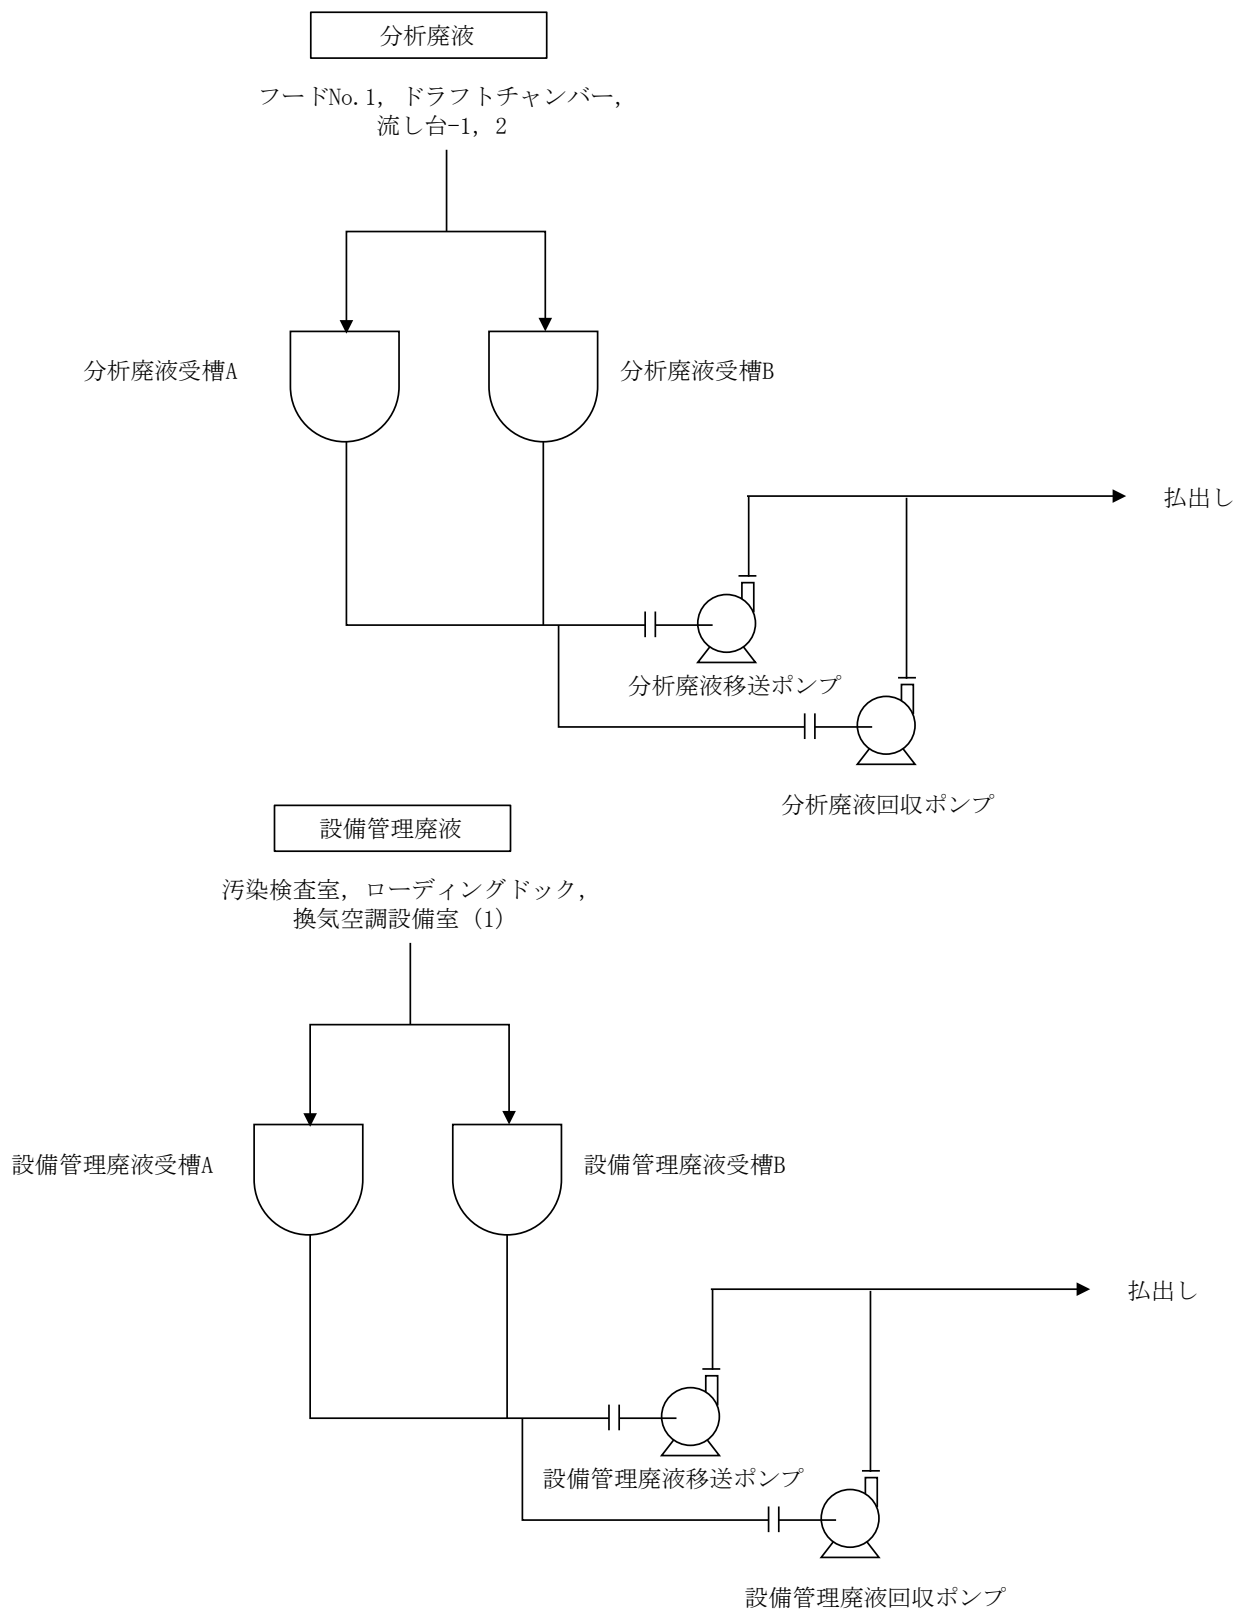 分析廃液
フードNo.1, ドラフトチャンバー,
流し台-1, 2
分析廃液受槽A
分析廃液受槽B
払出し
分析廃液移送ポンプ
分析廃液回収ポンプ
設備管理廃液
汚染検査室, ローディングドック,
換気空調設備室 (1)
設備管理廃液受槽A
設備管理廃液受槽B
払出し
設備管理廃液移送ポンプ
設備管理廃液回収ポンプ